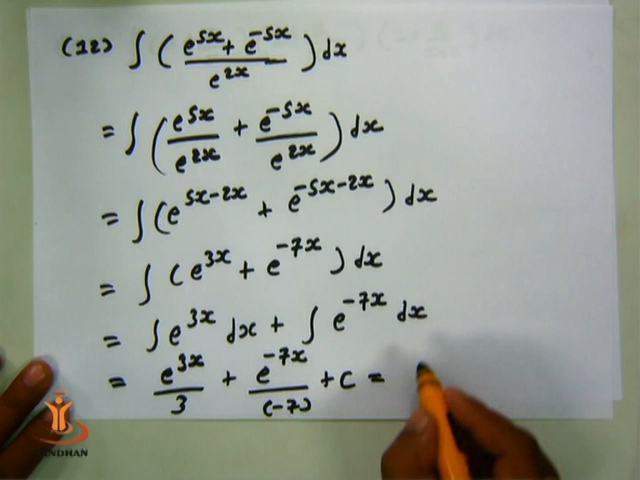 (12) ∫ ( (e^5x + e^-5x) / e^2x ) dx
= ∫ ( e^5x / e^2x + e^-5x / e^2x ) dx
= ∫ ( e^5x-2x + e^-5x-2x ) dx
= ∫ ( e^3x + e^-7x ) dx
= ∫ e^3x dx + ∫ e^-7x dx
= e^3x / 3 + e^-7x / (-7) + c =